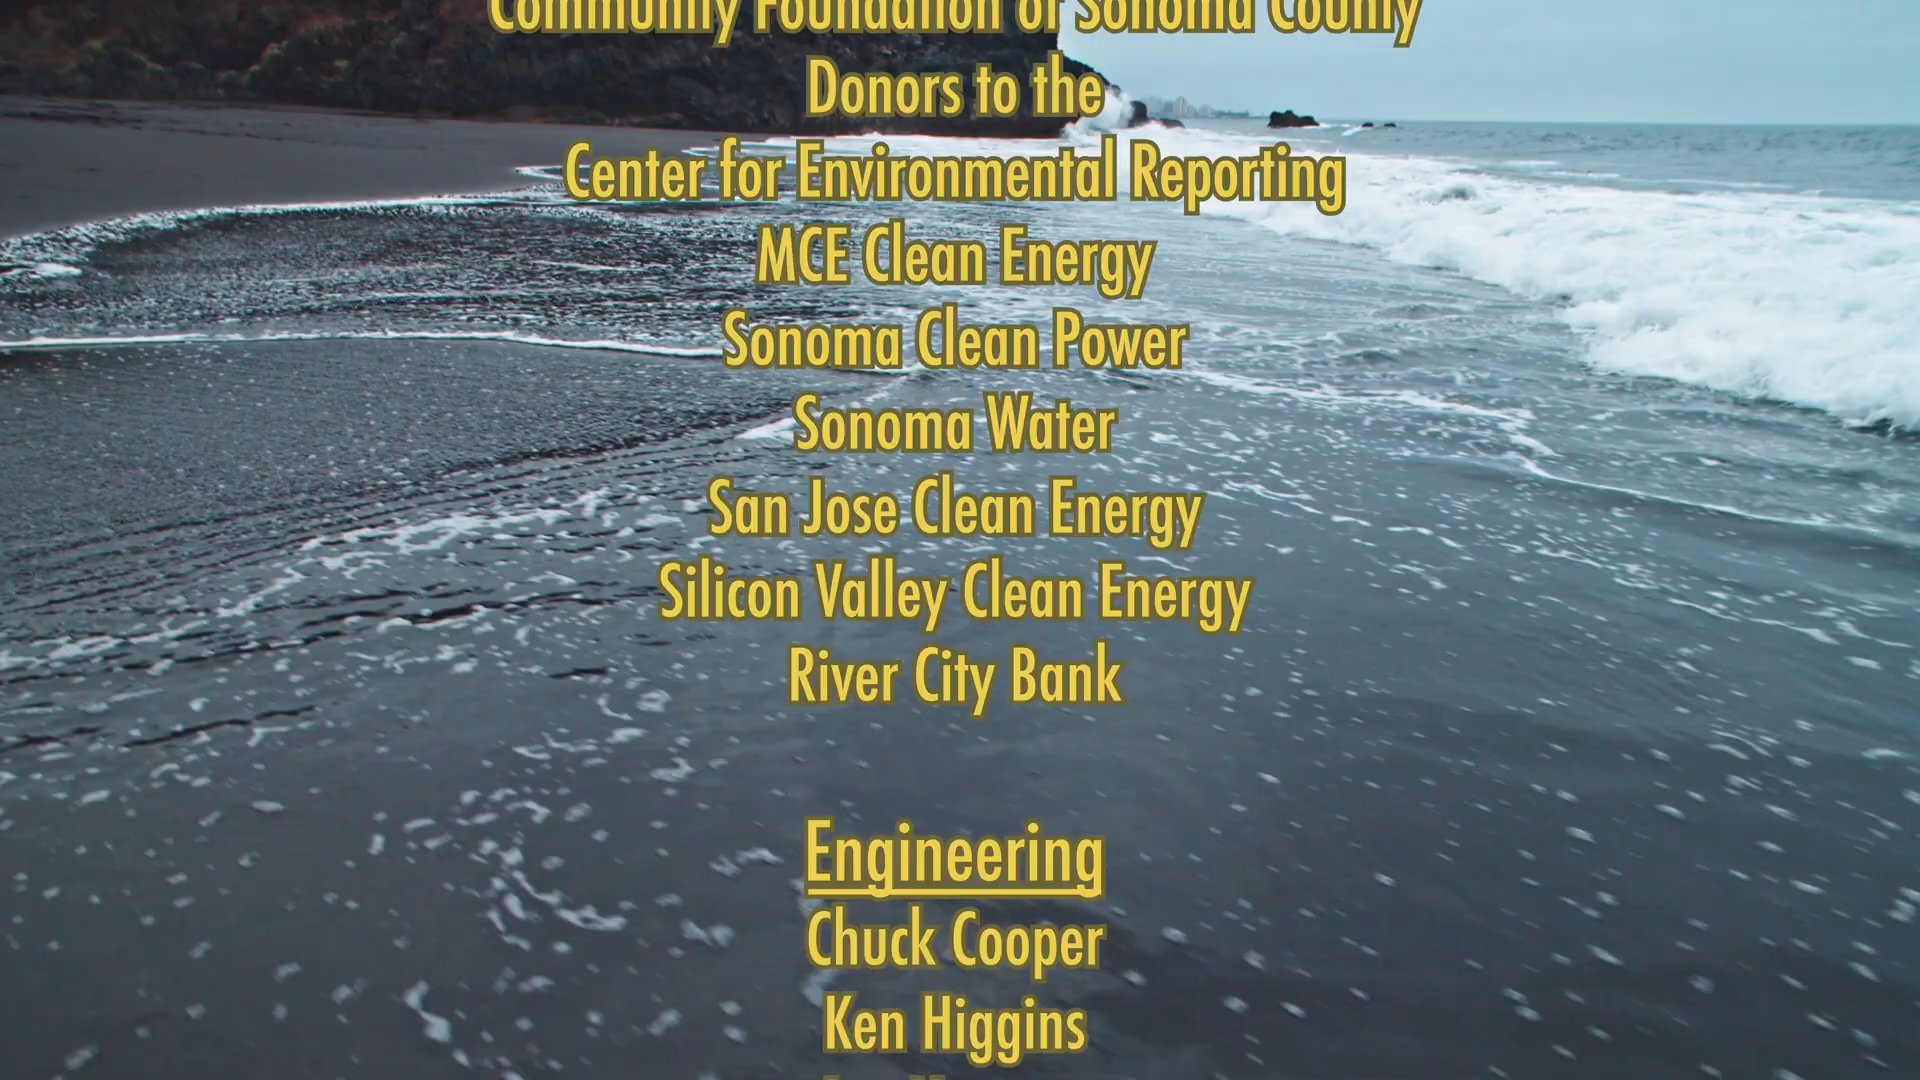 Community Foundation of Sonoma County
Donors to the
Center for Environmental Reporting
MCE Clean Energy
Sonoma Clean Power
Sonoma Water
San Jose Clean Energy
Silicon Valley Clean Energy
River City Bank
Engineering
Chuck Cooper
Ken Higgins